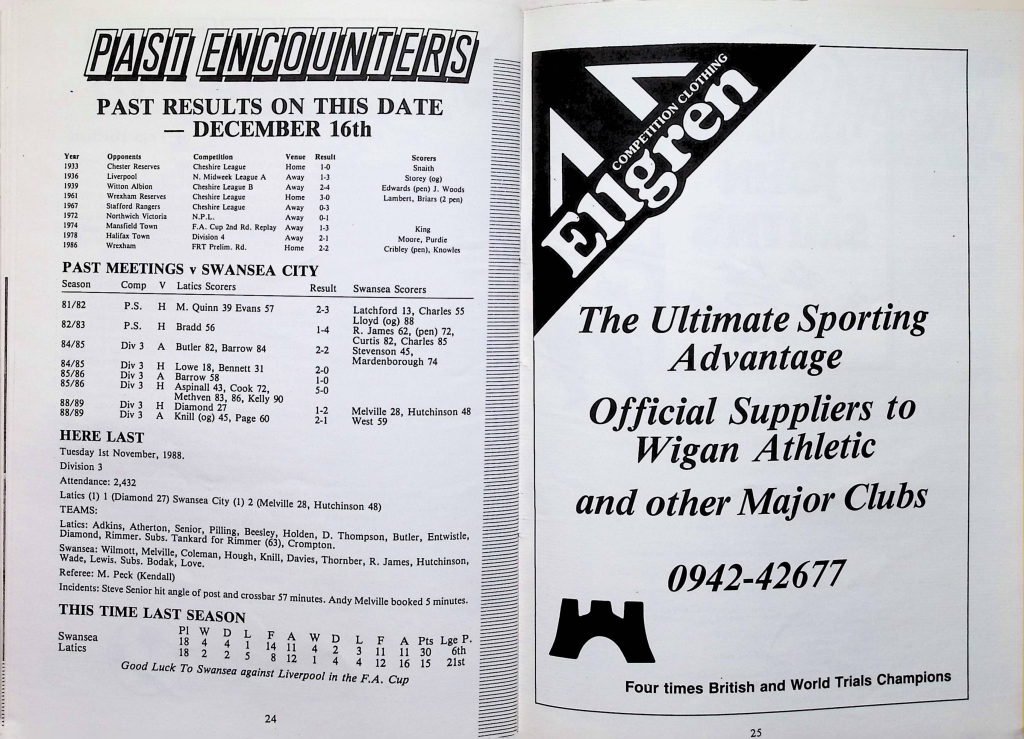 PAST ENCOUNTERS
PAST RESULTS ON THIS DATE
— DECEMBER 16th
Year Opponents Competition Venue Result Scorers
1933 Chester Reserves Cheshire League Home 1-0 Snaith
1936 Liverpool N. Midweek League A Away 1-3 Storey (og)
1939 Witton Albion Cheshire League B Away 2-4 Edwards (pen) J. Woods
1961 Wrexham Reserves Cheshire League Home 3-0 Lambert, Briars (2 pen)
1967 Stafford Rangers Cheshire League Away 0-3
1972 Northwich Victoria N.P.L. Away 0-1
1974 Mansfield Town F.A. Cup 2nd Rd. Replay Away 1-3 King
1978 Halifax Town Division 4 Away 2-1 Moore, Purdie
1986 Wrexham FRT Prelim. Rd. Home 2-2 Cribley (pen), Knowles
PAST MEETINGS v SWANSEA CITY
Season Comp V Latics Scorers Result Swansea Scorers
81/82 P.S. H M. Quinn 39 Evans 57 2-3 Latchford 13, Charles 55
Lloyd (og) 88
82/83 P.S. H Bradd 56 1-4 R. James 62, (pen) 72,
Curtis 82, Charles 85
84/85 Div 3 A Butler 82, Barrow 84 2-2 Stevenson 45,
Mardenborough 74
84/85 Div 3 H Lowe 18, Bennett 31 2-0
85/86 Div 3 A Barrow 58 1-0
85/86 Div 3 H Aspinall 43, Cook 72, 5-0
Methven 83, 86, Kelly 90
88/89 Div 3 H Diamond 27 1-2 Melville 28, Hutchinson 48
88/89 Div 3 A Knill (og) 45, Page 60 2-1 West 59
HERE LAST
Tuesday 1st November, 1988.
Division 3
Attendance: 2,432
Latics (1) 1 (Diamond 27) Swansea City (1) 2 (Melville 28, Hutchinson 48)
TEAMS:
Latics: Adkins, Atherton, Senior, Pilling, Beesley, Holden, D. Thompson, Butler, Entwistle,
Diamond, Rimmer. Subs. Tankard for Rimmer (63), Crompton.
Swansea: Wilmott, Melville, Coleman, Hough, Knill, Davies, Thornber, R. James, Hutchinson,
Wade, Lewis. Subs. Bodak, Love.
Referee: M. Peck (Kendall)
Incidents: Steve Senior hit angle of post and crossbar 57 minutes. Andy Melville booked 5 minutes.
THIS TIME LAST SEASON
Pl W D L F A W D L F A Pts Lge P.
Swansea 18 4 4 1 14 11 4 2 3 11 11 30 6th
Latics 18 2 2 5 8 12 1 4 4 12 16 15 21st
Good Luck To Swansea against Liverpool in the F.A. Cup
24
COMPETITION CLOTHING
Ellgren
The Ultimate Sporting
Advantage
Official Suppliers to
Wigan Athletic
and other Major Clubs
0942-42677
Four times British and World Trials Champions
25